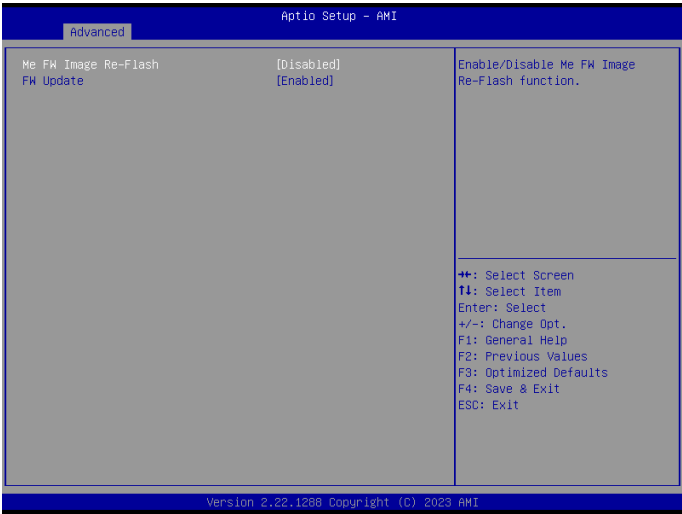 Aptio Setup – AMI
Advanced
Me FW Image Re-Flash [Disabled]
FW Update [Enabled]
Enable/Disable Me FW Image
Re-Flash function.
→←: Select Screen
↑↓: Select Item
Enter: Select
+/-: Change Opt.
F1: General Help
F2: Previous Values
F3: Optimized Defaults
F4: Save & Exit
ESC: Exit
Version 2.22.1288 Copyright (C) 2023 AMI